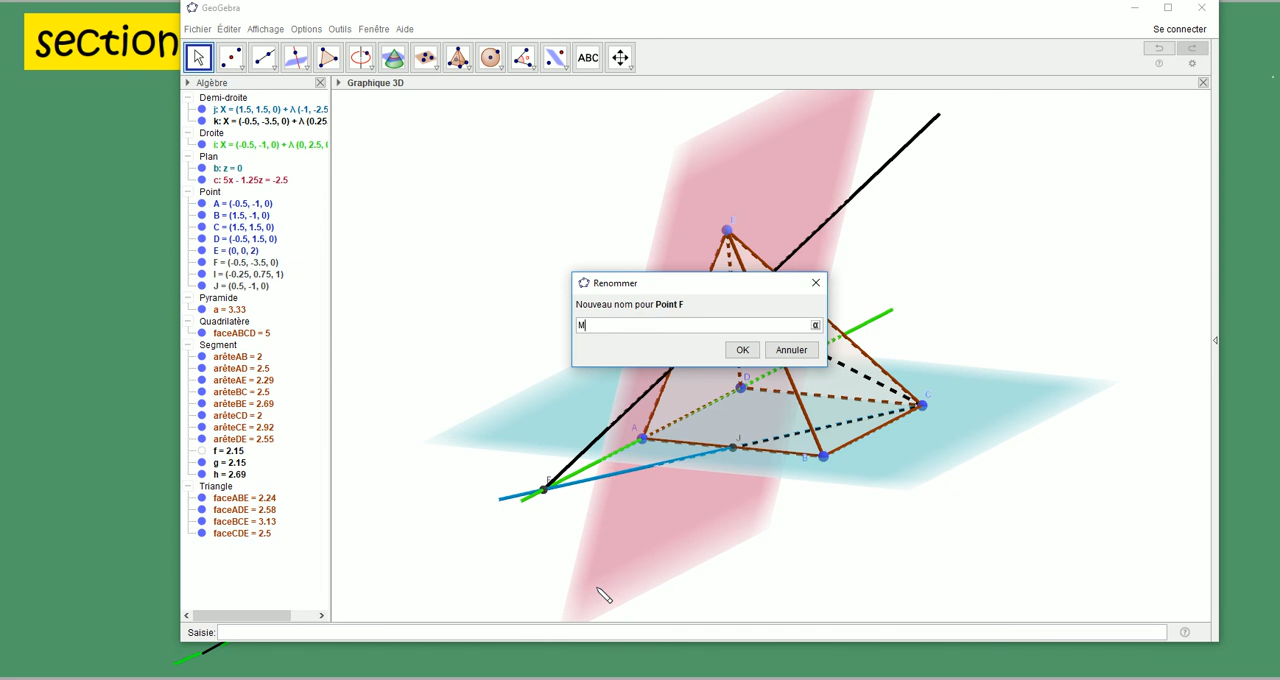 section
GeoGebra
Fichier Éditer Affichage Options Outils Fenêtre Aide
Se connecter
ABC
Algèbre
Graphique 3D
Demi-droite
j: X = (1.5, 1.5, 0) + λ (-1, -2.5
k: X = (-0.5, -3.5, 0) + λ (0.25
Droite
i: X = (-0.5, -1, 0) + λ (0, 2.5, (
Plan
b: z = 0
c: 5x - 1.25z = -2.5
Point
A = (-0.5, -1, 0)
B = (1.5, -1, 0)
C = (1.5, 1.5, 0)
D = (-0.5, 1.5, 0)
E = (0, 0, 2)
F = (-0.5, -3.5, 0)
I = (-0.25, 0.75, 1)
J = (0.5, -1, 0)
Pyramide
a = 3.33
Quadrilatère
faceABCD = 5
Segment
arêteAB = 2
arêteAD = 2.5
arêteAE = 2.29
arêteBC = 2.5
arêteBE = 2.69
arêteCD = 2
arêteCE = 2.92
arêteDE = 2.55
f = 2.15
g = 2.15
h = 2.69
Triangle
faceABE = 2.24
faceADE = 2.58
faceBCE = 3.13
faceCDE = 2.5
Renommer
Nouveau nom pour Point F
M
α
OK Annuler
D
C
A
J
B
Saisie: